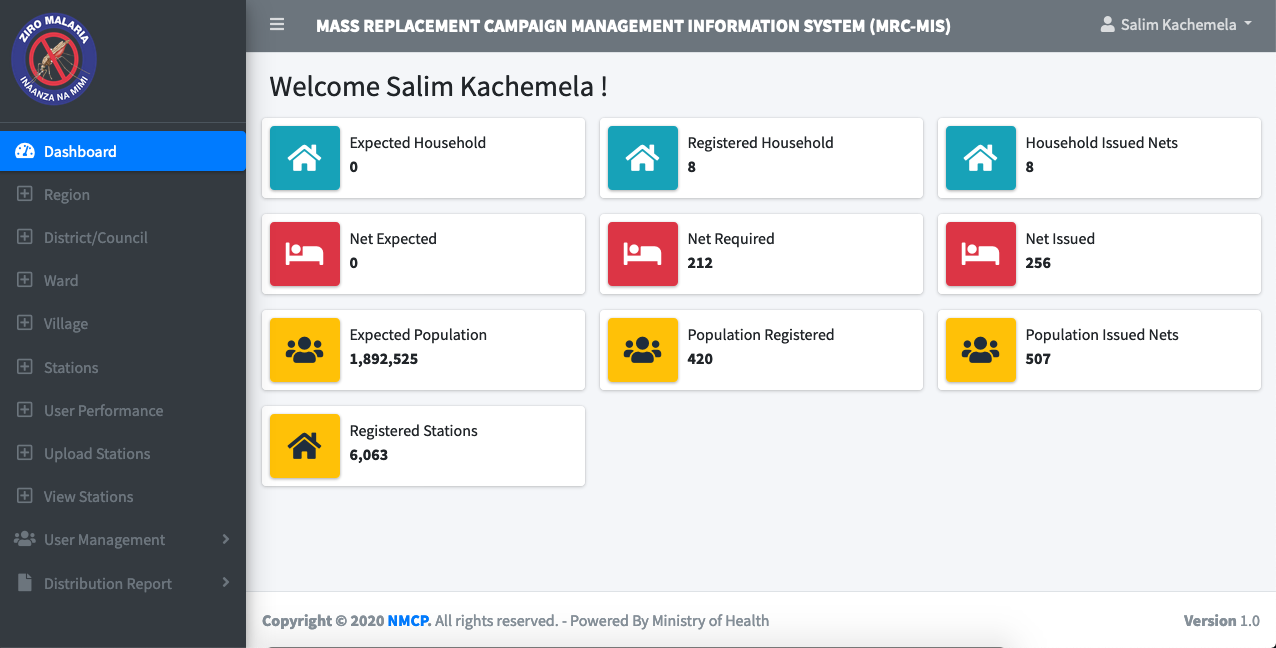 ZIRO MALARIA
INAANZA NA MIMI
MASS REPLACEMENT CAMPAIGN MANAGEMENT INFORMATION SYSTEM (MRC-MIS)
Salim Kachemela
Dashboard
Region
District/Council
Ward
Village
Stations
User Performance
Upload Stations
View Stations
User Management
Distribution Report
Welcome Salim Kachemela !
Expected Household
0
Registered Household
8
Household Issued Nets
8
Net Expected
0
Net Required
212
Net Issued
256
Expected Population
1,892,525
Population Registered
420
Population Issued Nets
507
Registered Stations
6,063
Copyright © 2020 NMCP. All rights reserved. - Powered By Ministry of Health
Version 1.0